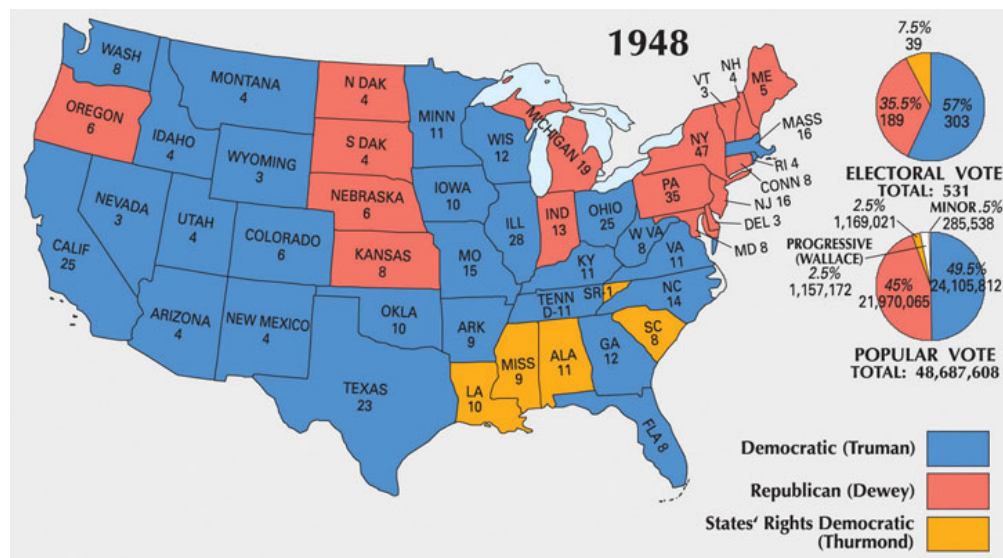 1948
WASH
8
OREGON
6
CALIF
25
NEVADA
3
IDAHO
4
MONTANA
4
WYOMING
3
UTAH
4
COLORADO
6
ARIZONA
4
NEW MEXICO
4
N DAK
4
S DAK
4
NEBRASKA
6
KANSAS
8
OKLA
10
TEXAS
23
MINN
11
IOWA
10
MO
15
ARK
9
LA
10
WIS
12
ILL
28
MICHIGAN 19
IND
13
OHIO
25
KY
11
TENN
D-11
SR-1
MISS
9
ALA
11
GA
12
FLA 8
SC
8
NC
14
VA
11
W VA
8
PA
35
NY
47
VT
3
NH
4
ME
5
MASS
16
RI 4
CONN 8
NJ 16
DEL 3
MD 8
7.5%
39
35.5%
189
57%
303
ELECTORAL VOTE
TOTAL: 531
2.5%
1,169,021
MINOR .5%
285,538
PROGRESSIVE
(WALLACE)
2.5%
1,157,172
45%
21,970,065
49.5%
24,105,812
POPULAR VOTE
TOTAL: 48,687,608
Democratic (Truman)
Republican (Dewey)
States' Rights Democratic
(Thurmond)